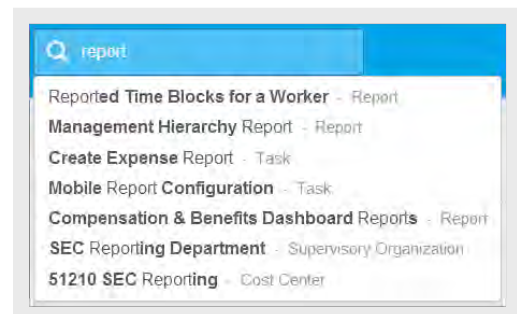 report
Reported Time Blocks for a Worker - Report
Management Hierarchy Report - Report
Create Expense Report - Task
Mobile Report Configuration - Task
Compensation & Benefits Dashboard Reports - Report
SEC Reporting Department - Supervisory Organization
51210 SEC Reporting - Cost Center